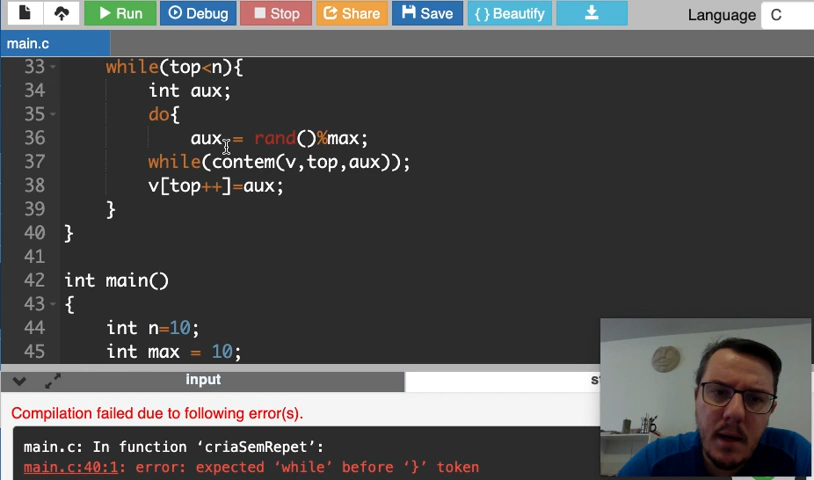 Run Debug Stop Share Save { } Beautify Language C
main.c
33 while(top<n){
34 int aux;
35 do{
36 aux = rand()%max;
37 while(contem(v,top,aux));
38 v[top++]=aux;
39 }
40 }
41
42 int main()
43 {
44 int n=10;
45 int max = 10;
input
Compilation failed due to following error(s).
main.c: In function ‘criaSemRepet’:
main.c:40:1: error: expected ‘while’ before ‘}’ token